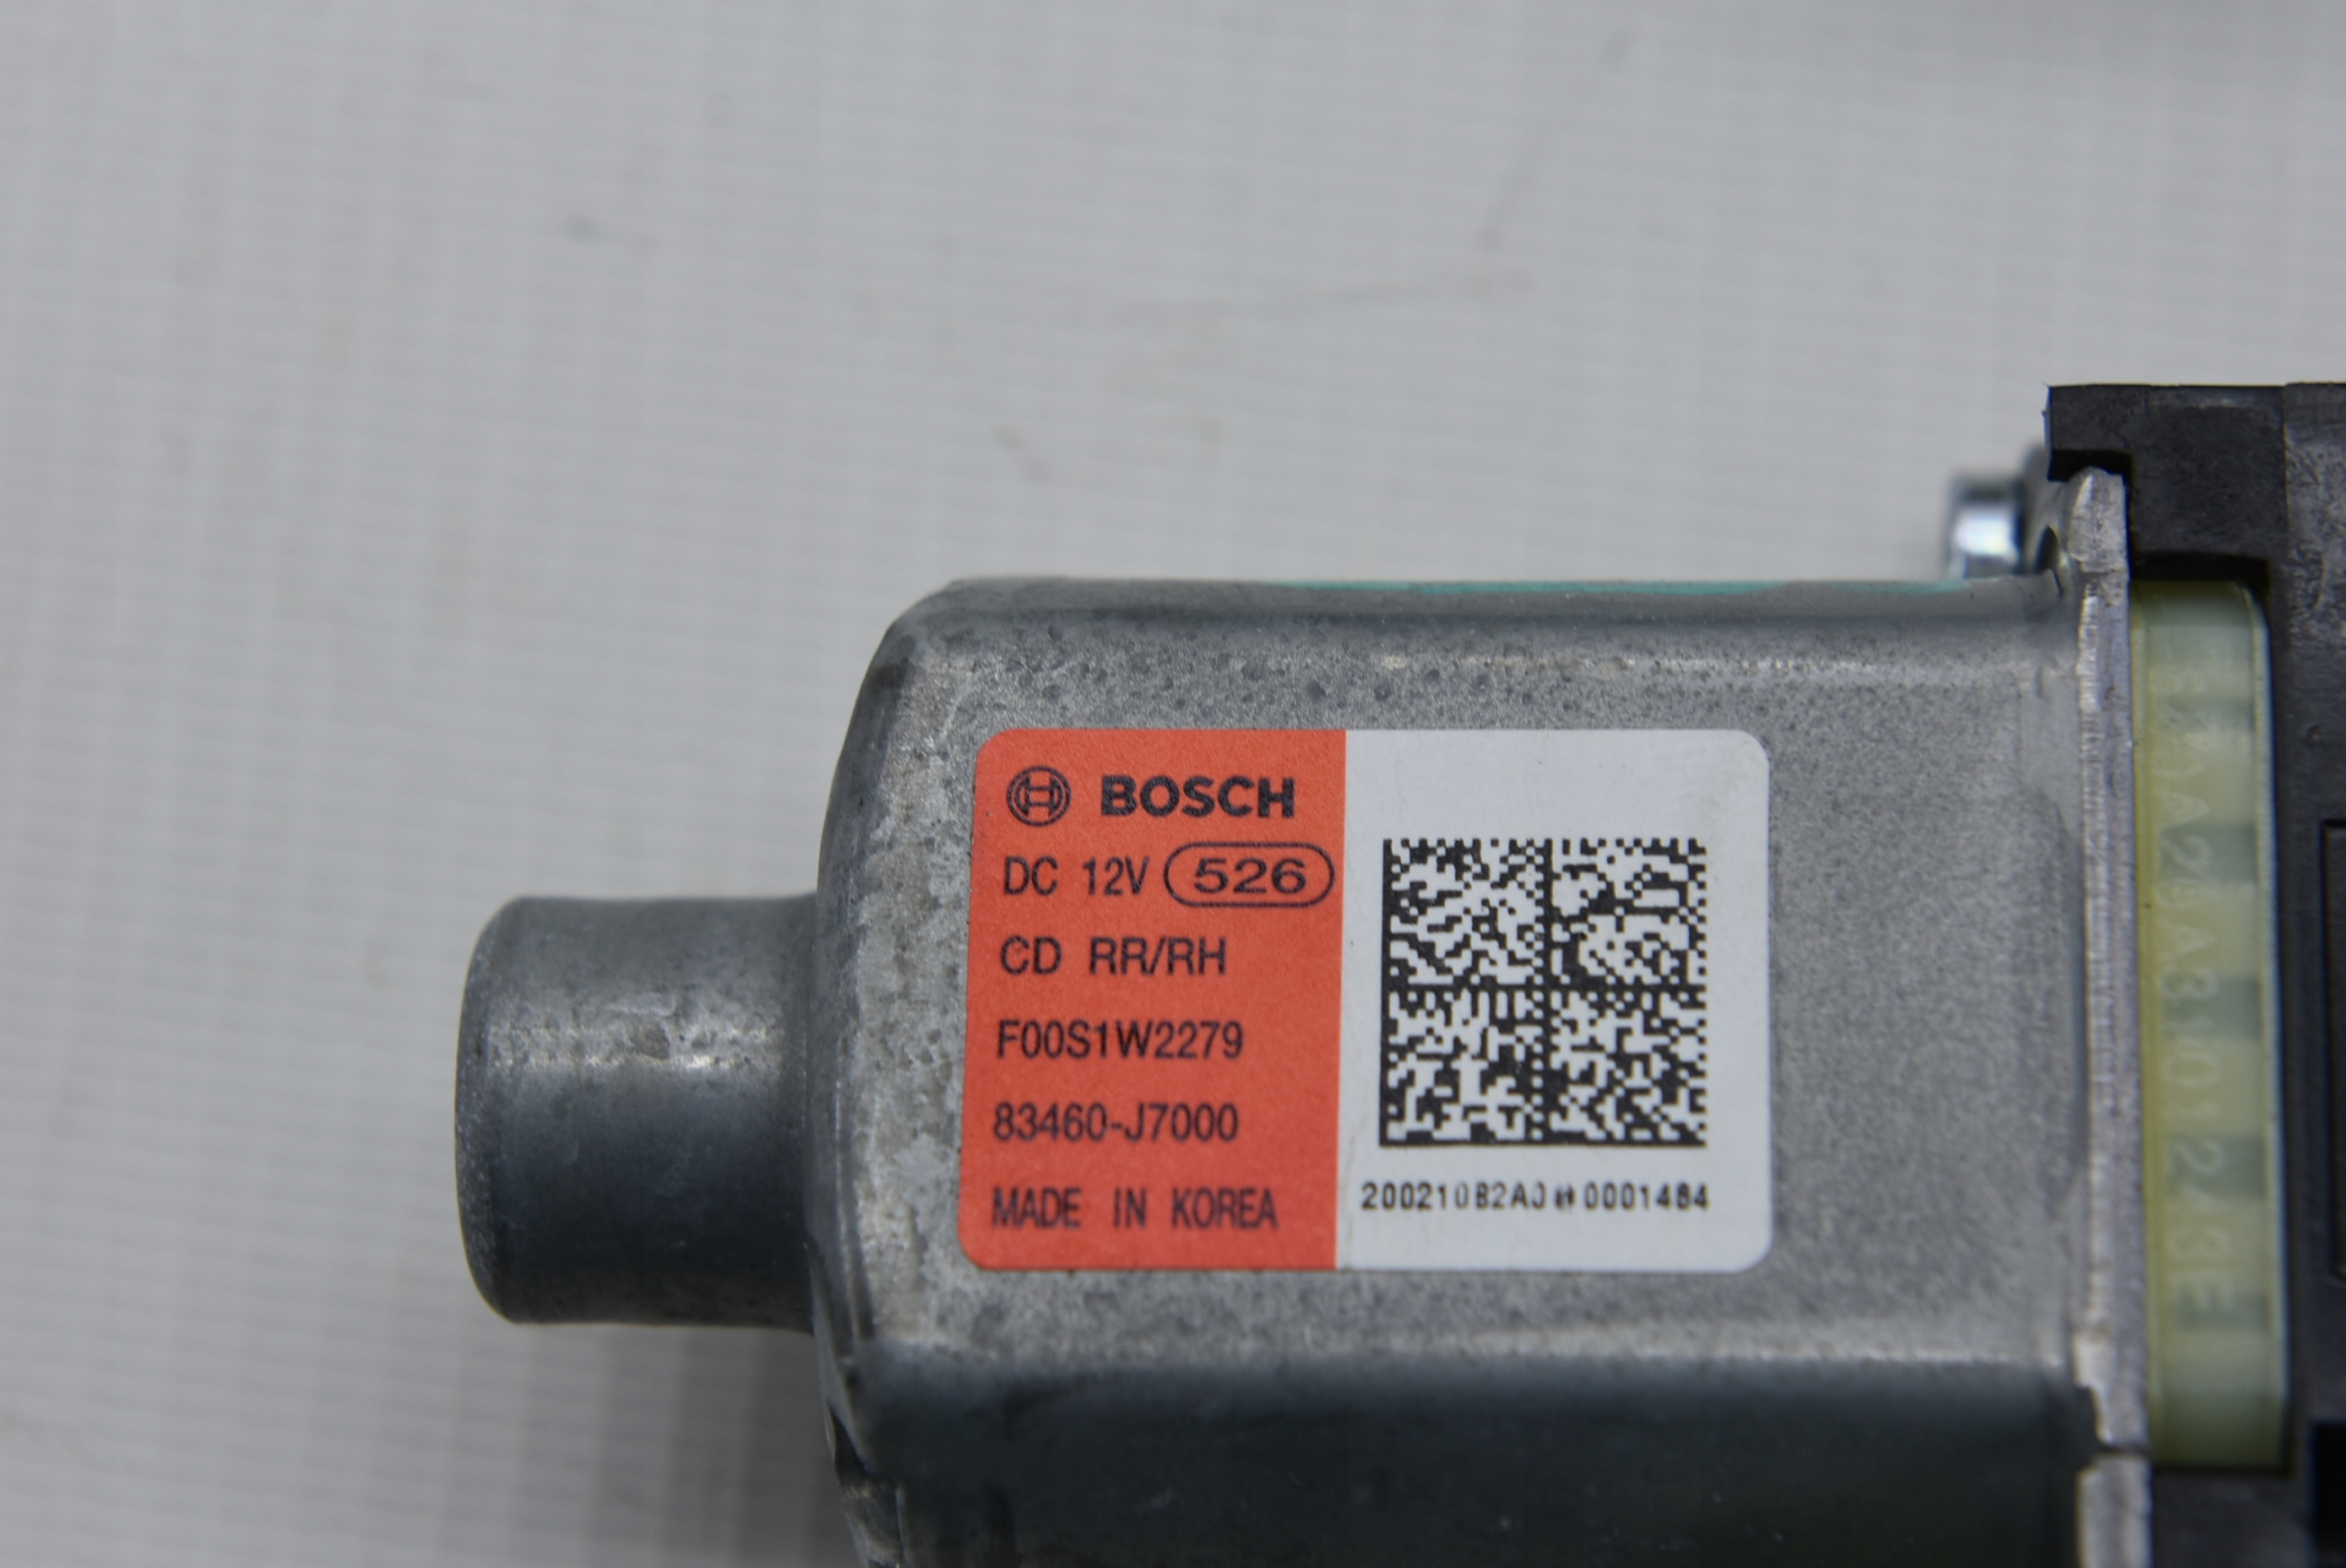 BOSCH
DC 12V 526
CD RR/RH
F00S1W2279
83460-J7000
MADE IN KOREA